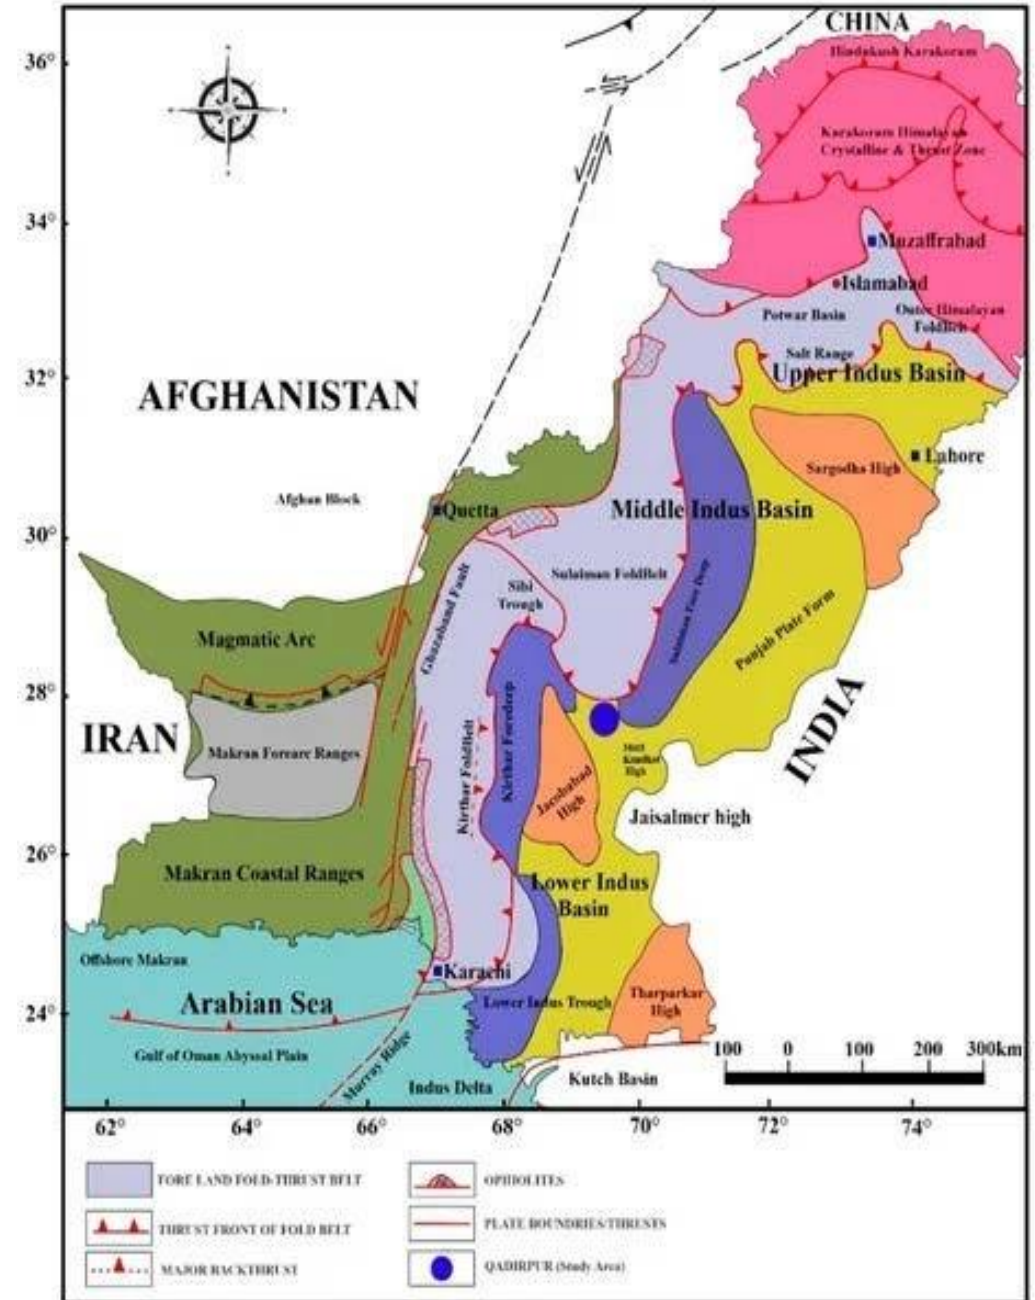 CHINA
Hindukush Karakoram
36°
Karakoram Himalayan
Crystalline & Thrust Zone
34°
Muzaffrabad
Islamabad
Potwar Basin
Outer Himalayan
FoldBelt
32°
Salt Range
Upper Indus Basin
AFGHANISTAN
Lahore
Sargodha High
Afghan Block
Quetta
Middle Indus Basin
30°
Sulaiman FoldBelt
Sibi
Trough
Ghazaband Fault
Sulaiman Fore Deep
Punjab Plate Form
Magmatic Arc
28°
IRAN
INDIA
Makran Forearc Ranges
Kirthar FoldBelt
Kirthar Foredeep
Jacobabad
High
High
Jaisalmer high
26°
Makran Coastal Ranges
Lower Indus
Basin
Offshore Makran
Karachi
Arabian Sea
Lower Indus Trough
Tharparkar
High
24°
Gulf of Oman Abyssal Plain
Murray Ridge
Indus Delta
Kutch Basin
100 0 100 200 300km
62° 64° 66° 68° 70° 72° 74°
FORE LAND FOLD-THRUST BELT
OPHIOLITES
THRUST FRONT OF FOLD BELT
PLATE BOUNDRIES/THRUSTS
MAJOR BACKTHRUST
QADIRPUR (Study Area)